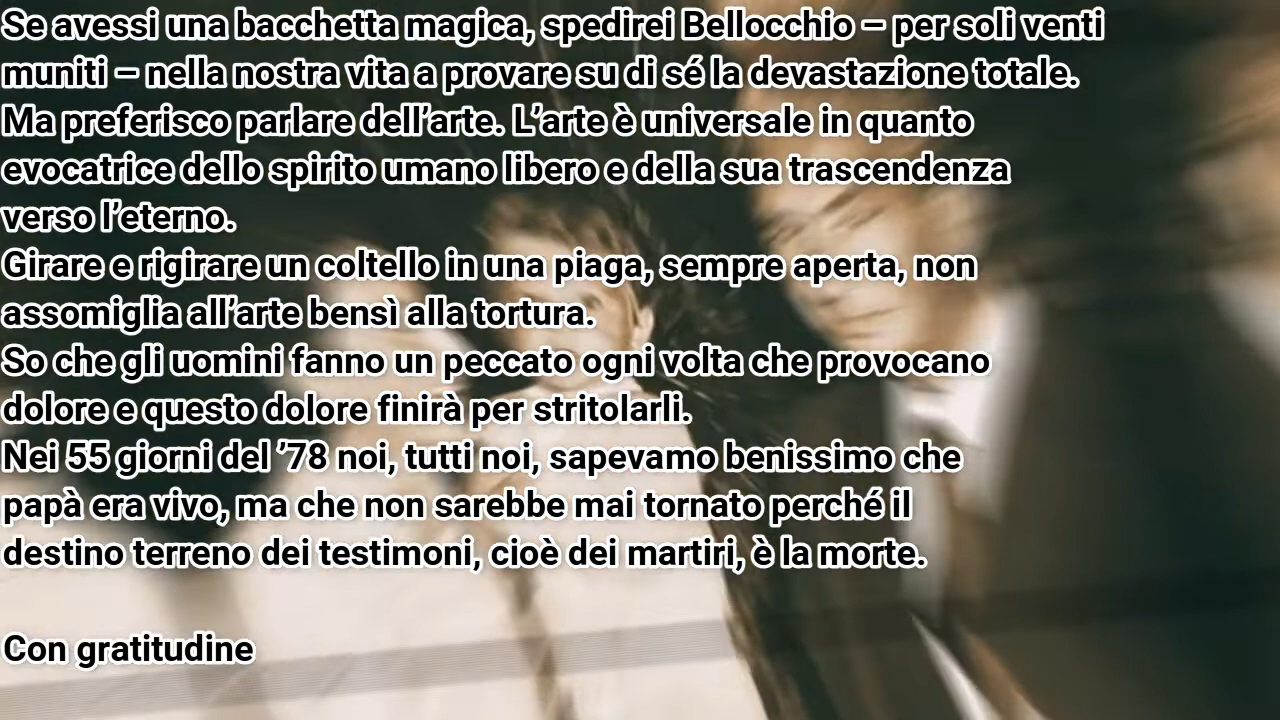 Se avessi una bacchetta magica, spedirei Bellocchio – per soli venti
muniti – nella nostra vita a provare su di sé la devastazione totale.
Ma preferisco parlare dell’arte. L’arte è universale in quanto
evocatrice dello spirito umano libero e della sua trascendenza
verso l’eterno.
Girare e rigirare un coltello in una piaga, sempre aperta, non
assomiglia all’arte bensì alla tortura.
So che gli uomini fanno un peccato ogni volta che provocano
dolore e questo dolore finirà per stritolarli.
Nei 55 giorni del ’78 noi, tutti noi, sapevamo benissimo che
papà era vivo, ma che non sarebbe mai tornato perché il
destino terreno dei testimoni, cioè dei martiri, è la morte.
Con gratitudine